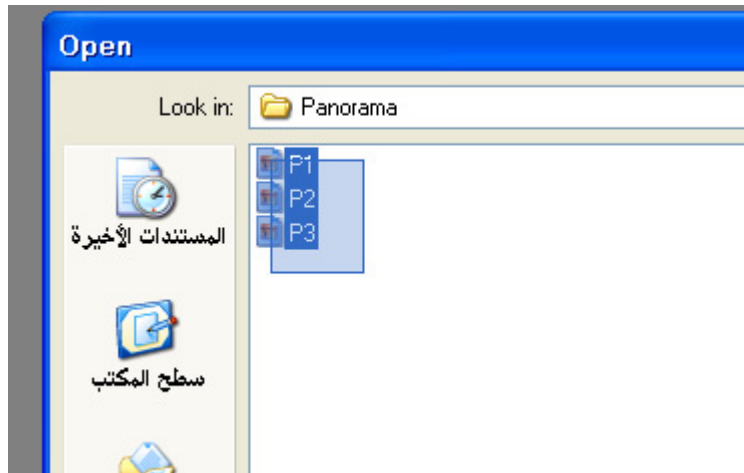 Open
Look in: Panorama
P1
P2
P3
المستندات الأخيرة
سطح المكتب